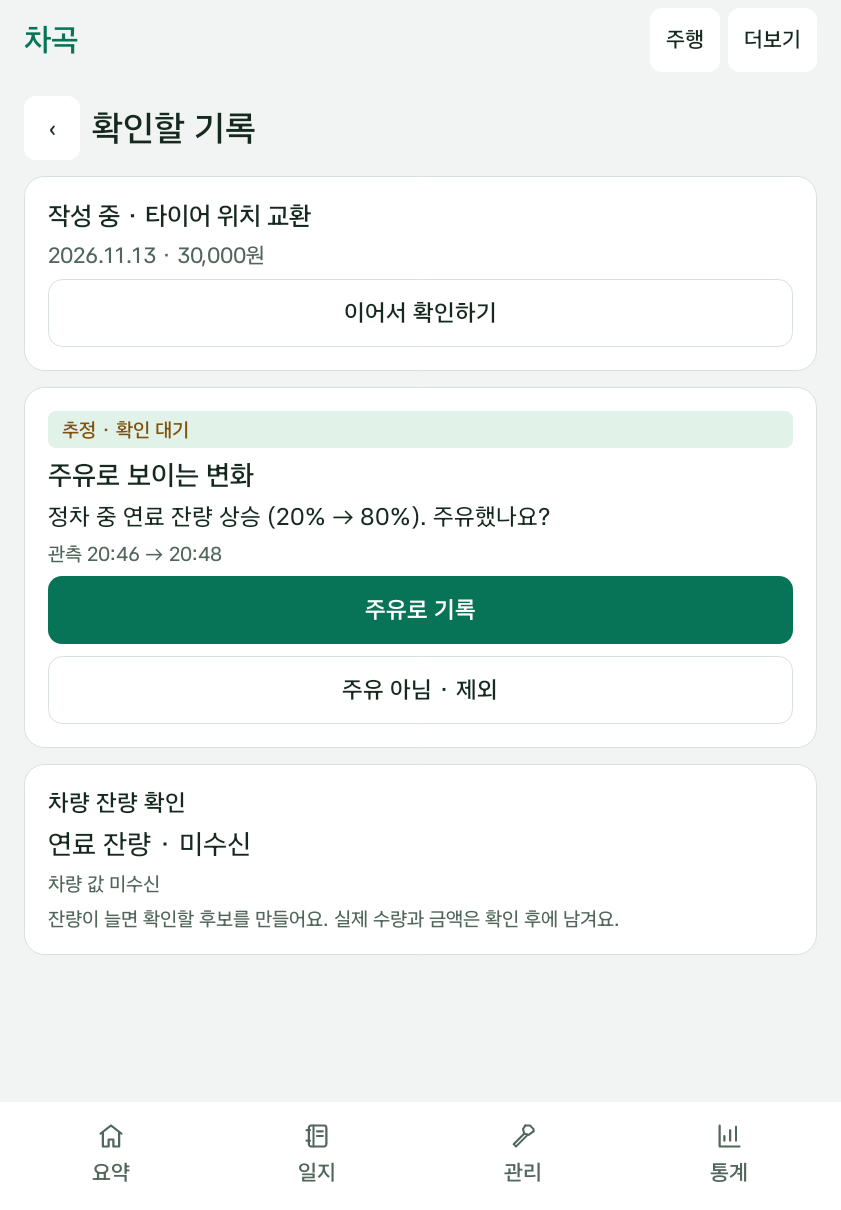 차곡
주행
더보기
‹
확인할 기록
작성 중 · 타이어 위치 교환
2026.11.13 · 30,000원
이어서 확인하기
추정 · 확인 대기
주유로 보이는 변화
정차 중 연료 잔량 상승 (20% → 80%). 주유했나요?
관측 20:46 → 20:48
주유로 기록
주유 아님 · 제외
차량 잔량 확인
연료 잔량 · 미수신
차량 값 미수신
잔량이 늘면 확인할 후보를 만들어요. 실제 수량과 금액은 확인 후에 남겨요.
요약
일지
관리
통계